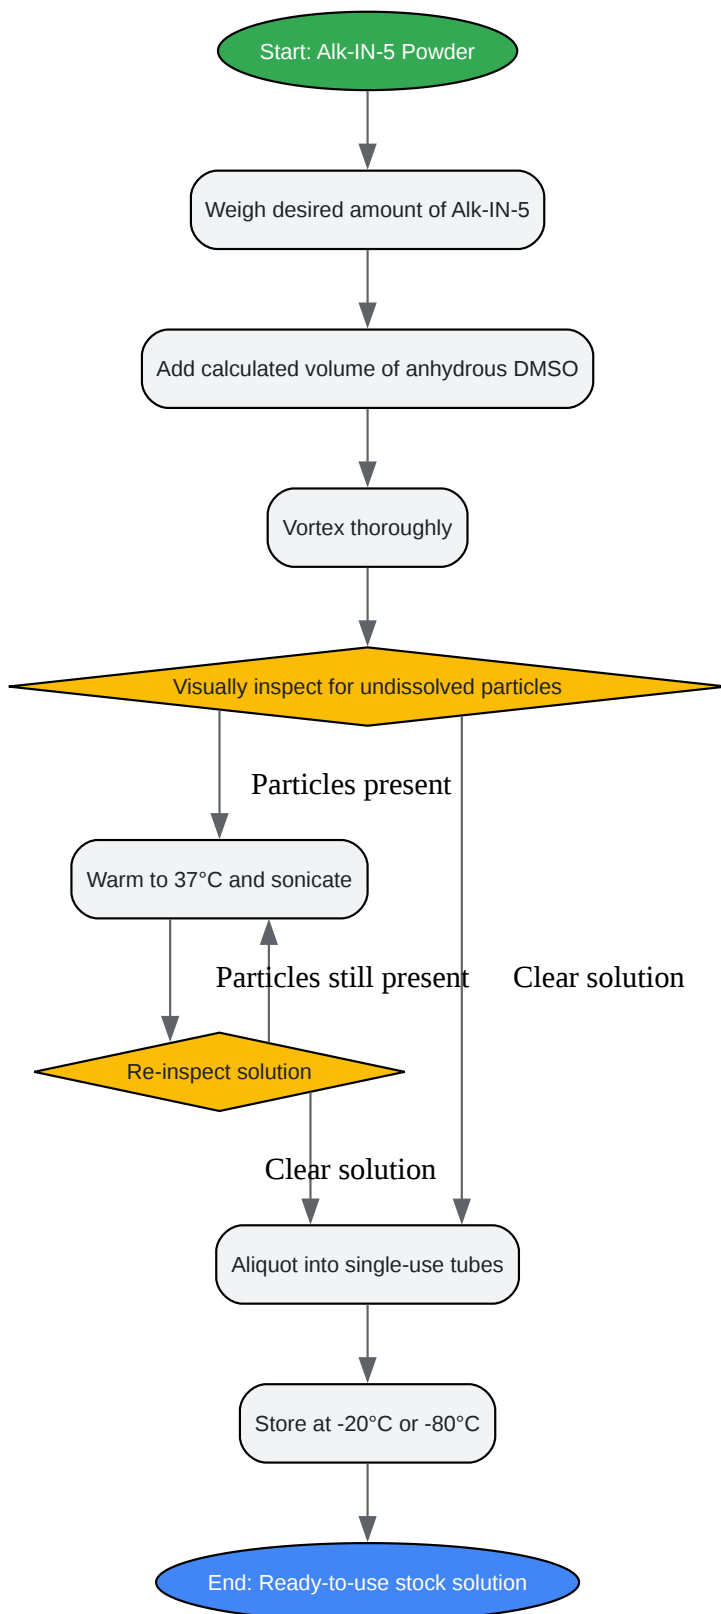 Start: Alk-IN-5 Powder
Weigh desired amount of Alk-IN-5
Add calculated volume of anhydrous DMSO
Vortex thoroughly
Visually inspect for undissolved particles
Particles present
Warm to 37°C and sonicate
Particles still present
Clear solution
Re-inspect solution
Clear solution
Aliquot into single-use tubes
Store at -20°C or -80°C
End: Ready-to-use stock solution